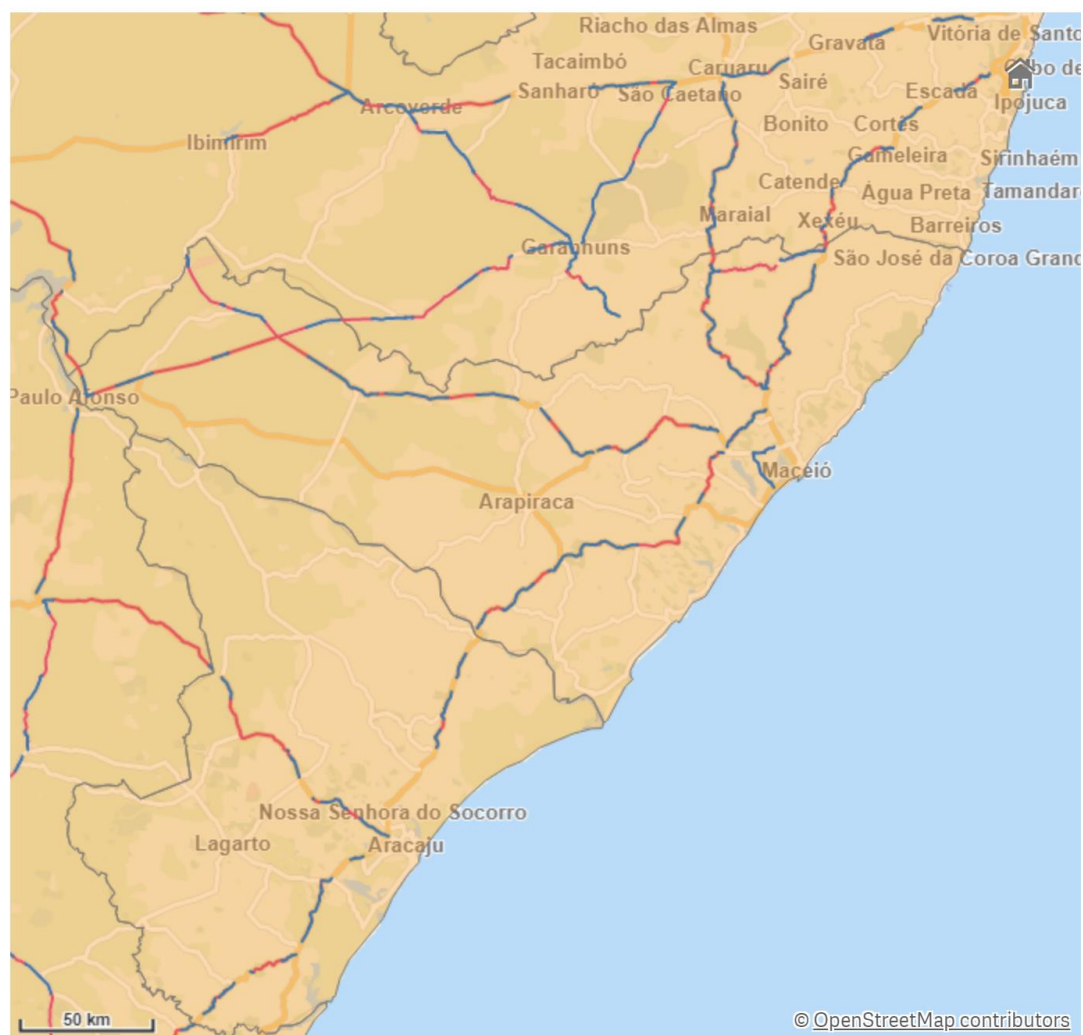 Riacho das Almas
Vitória de Santo
Gravatá
Tacaimbó
Caruaru
Sairé
Sanharó
São Caetano
Escada
Ipojuca
Arcoverde
Bonito
Cortês
Ibimirim
Gameleira
Sirinhaém
Catende
Água Preta
Tamandaré
Maraial
Xexéu
Barreiros
Garanhuns
São José da Coroa Grand
Paulo Afonso
Maceió
Arapiraca
Nossa Senhora do Socorro
Lagarto
Aracaju
50 km
© OpenStreetMap contributors